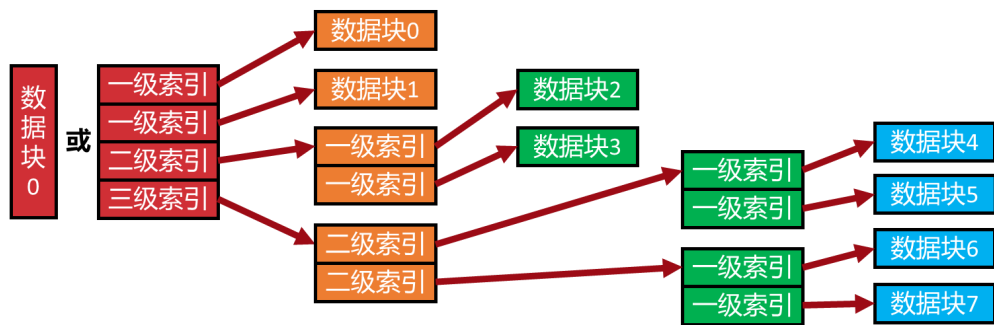 数据块0
或
一级索引
一级索引
二级索引
三级索引
数据块0
数据块1
一级索引
一级索引
二级索引
二级索引
数据块2
数据块3
一级索引
一级索引
一级索引
一级索引
数据块4
数据块5
数据块6
数据块7